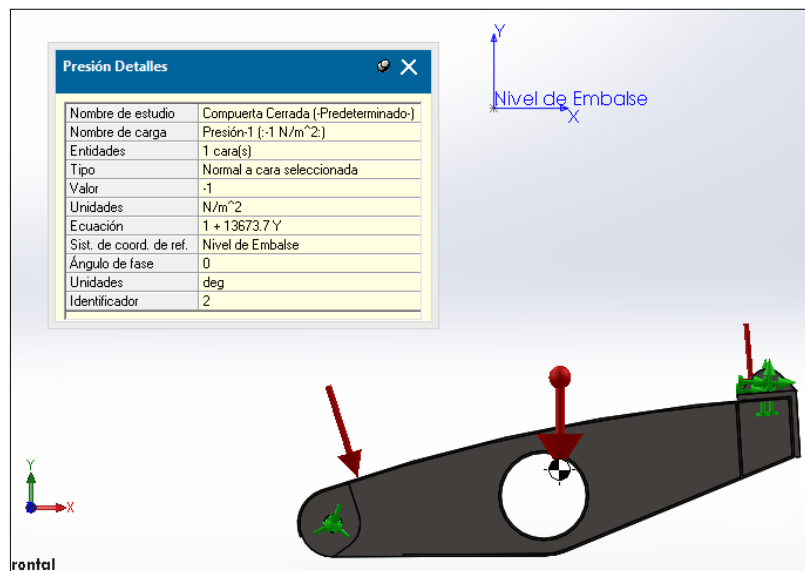 Presión Detalles
Nombre de estudio Compuerta Cerrada (-Predeterminado-)
Nombre de carga Presión-1 (:-1 N/m^2:)
Entidades 1 cara(s)
Tipo Normal a cara seleccionada
Valor -1
Unidades N/m^2
Ecuación 1 + 13673.7 Y
Sist. de coord. de ref. Nivel de Embalse
Ángulo de fase 0
Unidades deg
Identificador 2
Y
Nivel de Embalse
X
Y
X
rontal